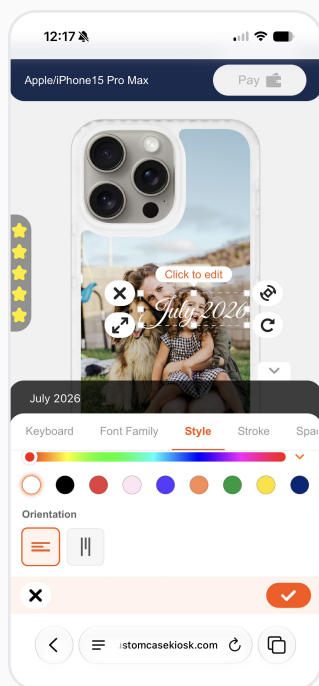 12:17
Apple/iPhone15 Pro Max
Pay
Click to edit
July 2026
July 2026
Keyboard Font Family Style Stroke
Orientation
stomcasekiosk.com